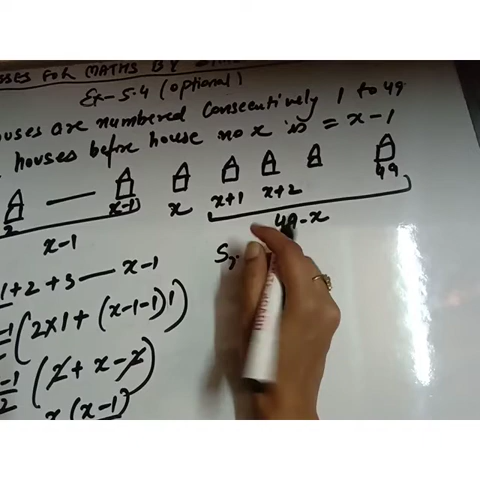 FOR MATHS BY
Ex-5.4 (optional)
ouses are numbered consecutively 1 to 49.
houses before house no x is = x-1
2 — x-1 x x+1 x+2 49
x-1 49-x
1+2+3 — x-1
(2x1 + (x-1-1)1)
(2 + x - 2)
2
x(x-1)